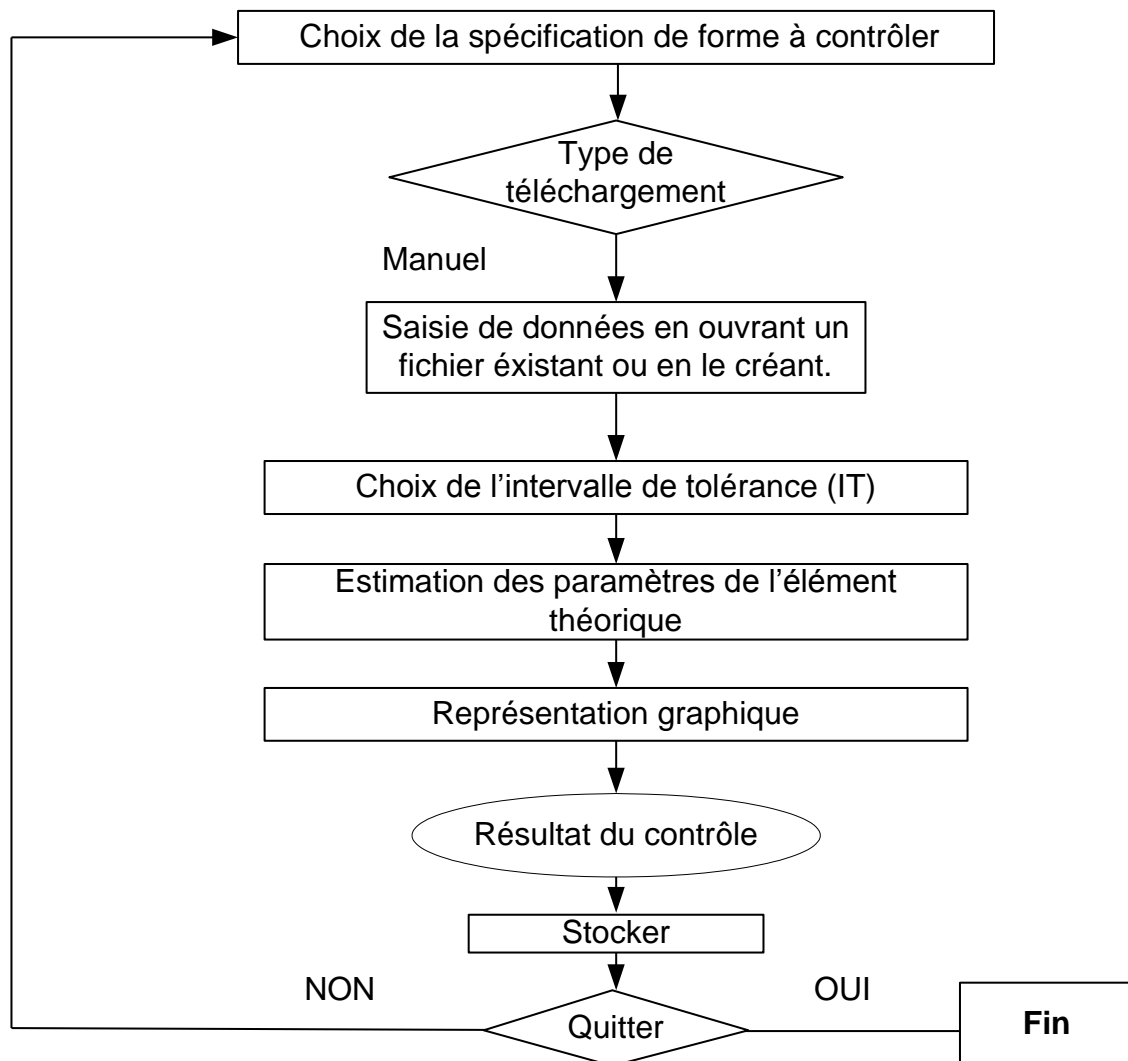 Choix de la spécification de forme à contrôler
Type de
téléchargement
Manuel
Saisie de données en ouvrant un
fichier éxistant ou en le créant.
Choix de l’intervalle de tolérance (IT)
Estimation des paramètres de l’élément
théorique
Représentation graphique
Résultat du contrôle
Stocker
NON
OUI
Quitter
Fin